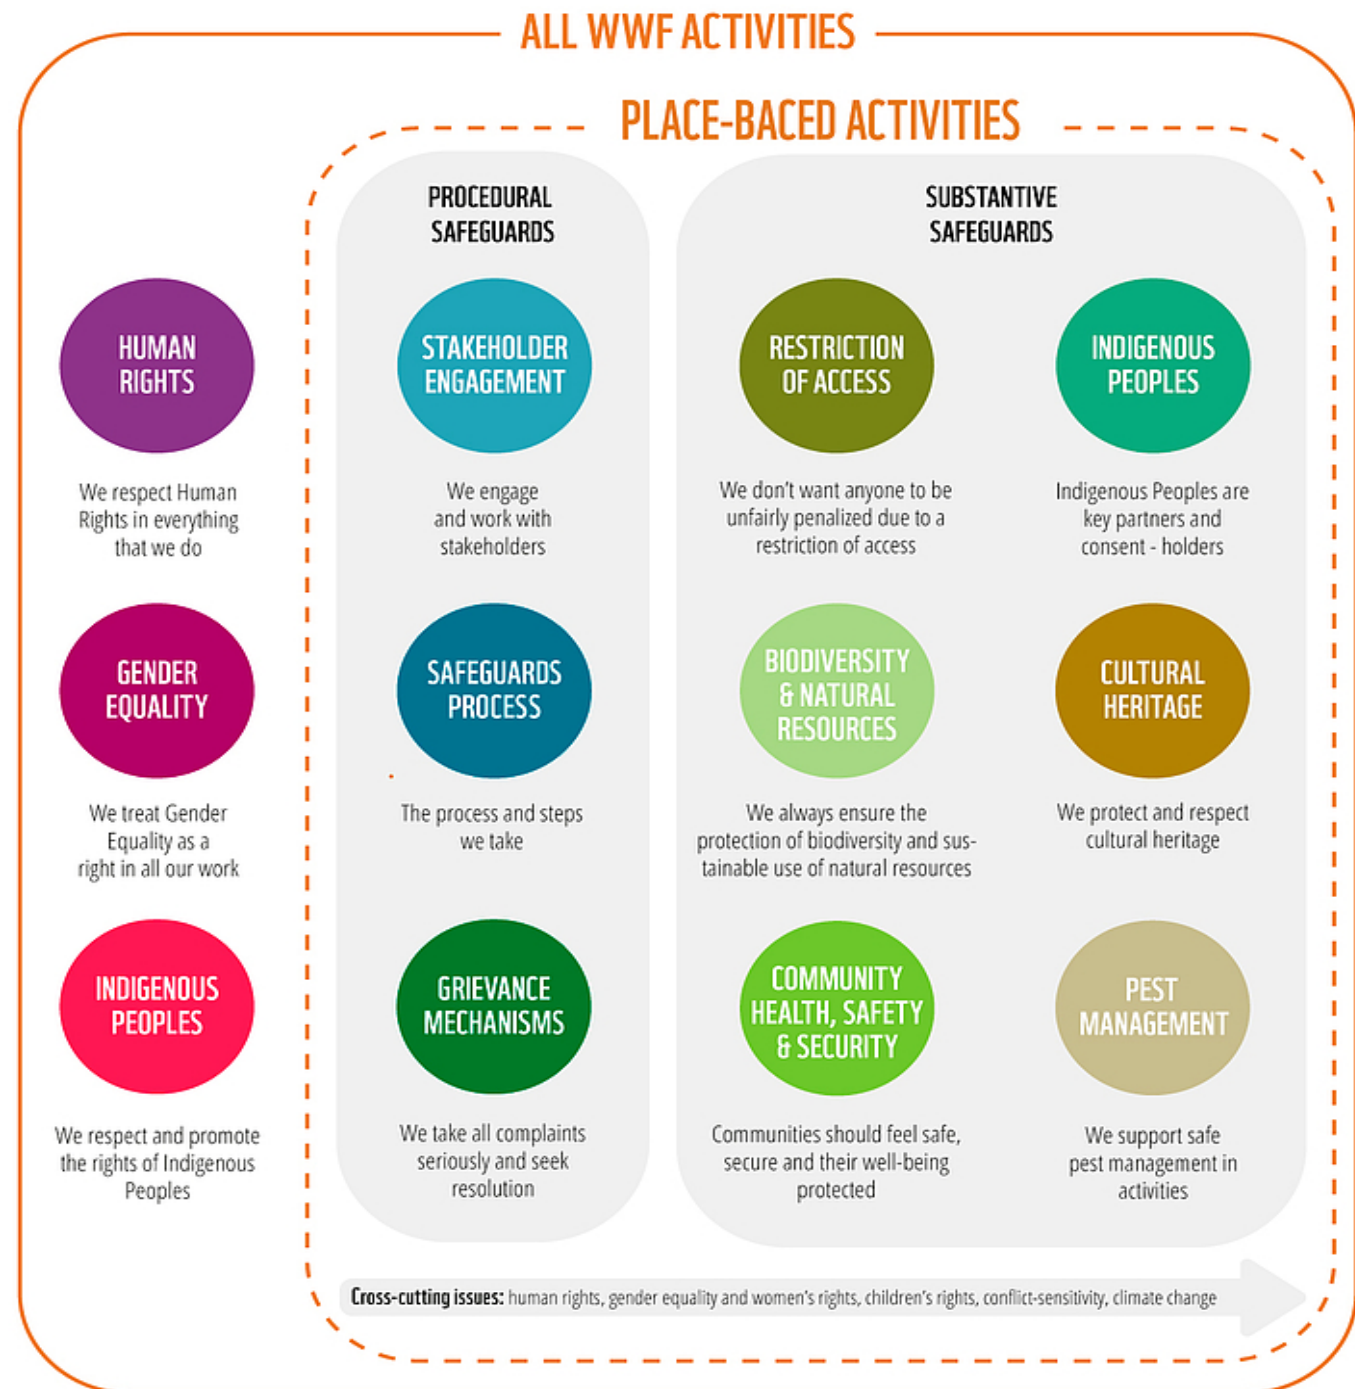 ALL WWF ACTIVITIES
PLACE-BACED ACTIVITIES
HUMAN
RIGHTS
We respect Human
Rights in everything
that we do
GENDER
EQUALITY
We treat Gender
Equality as a
right in all our work
INDIGENOUS
PEOPLES
We respect and promote
the rights of Indigenous
Peoples
PROCEDURAL
SAFEGUARDS
STAKEHOLDER
ENGAGEMENT
We engage
and work with
stakeholders
SAFEGUARDS
PROCESS
The process and steps
we take
GRIEVANCE
MECHANISMS
We take all complaints
seriously and seek
resolution
SUBSTANTIVE
SAFEGUARDS
RESTRICTION
OF ACCESS
We don't want anyone to be
unfairly penalized due to a
restriction of access
INDIGENOUS
PEOPLES
Indigenous Peoples are
key partners and
consent - holders
BIODIVERSITY
& NATURAL
RESOURCES
We always ensure the
protection of biodiversity and sus-
tainable use of natural resources
CULTURAL
HERITAGE
We protect and respect
cultural heritage
COMMUNITY
HEALTH, SAFETY
& SECURITY
Communities should feel safe,
secure and their well-being
protected
PEST
MANAGEMENT
We support safe
pest management in
activities
Cross-cutting issues: human rights, gender equality and women's rights, children's rights, conflict-sensitivity, climate change